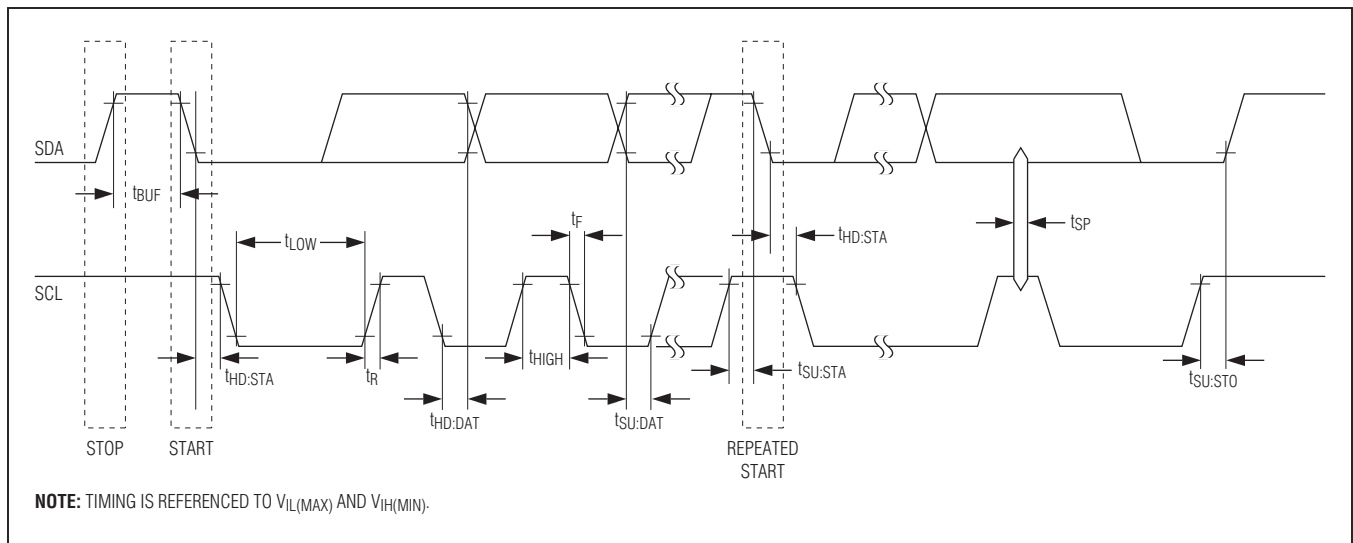 SDA
tBUF
tLOW
tF
tHD:STA
tSP
SCL
tHD:STA
tR
tHD:DAT
tHIGH
tSU:DAT
tSU:STA
tSU:STO
STOP
START
REPEATED
START
NOTE: TIMING IS REFERENCED TO VIL(MAX) AND VIH(MIN).